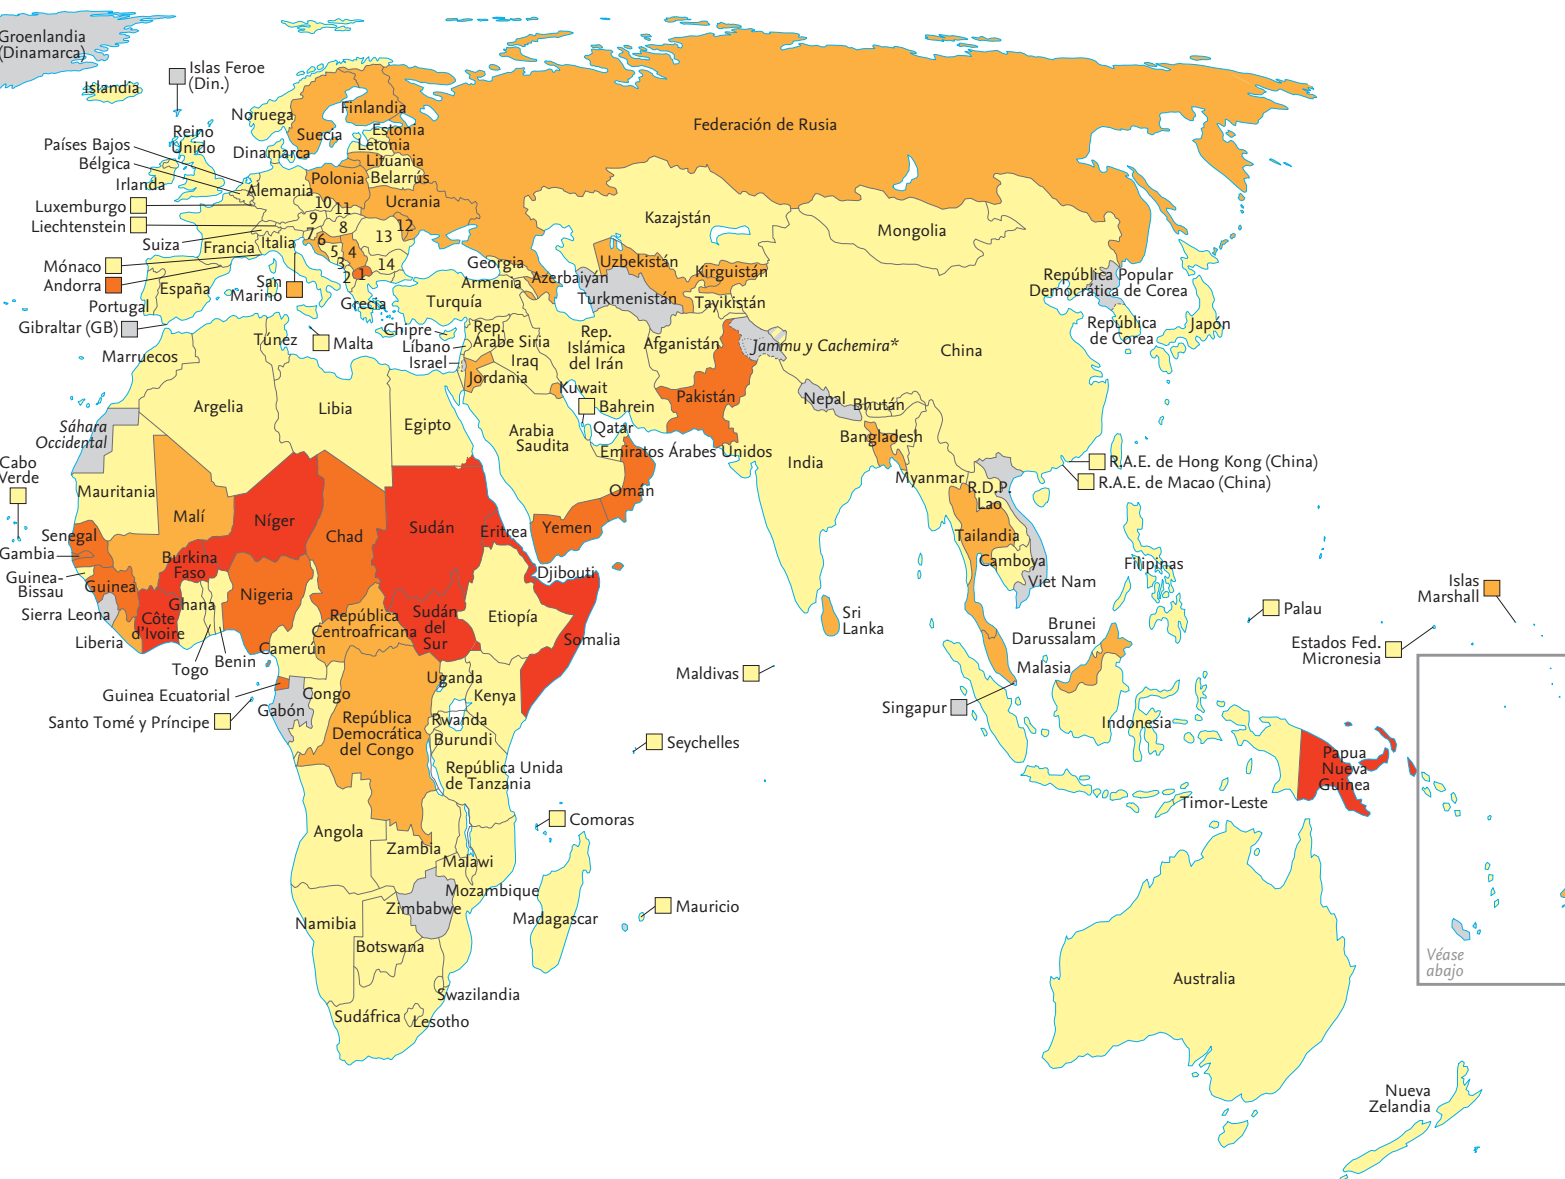 Groenlandia
(Dinamarca)
Islandia
Islas Feroe
(Din.)
Noruega
Finlandia
Suecia
Estonia
Letonia
Lituania
Belarrús
Federación de Rusia
Reino
Unido
Dinamarca
Países Bajos
Bélgica
Irlanda
Alemania
Polonia
Ucrania
Luxemburgo
Liechtenstein
Suiza
Francia
Italia
10
11
9
8
7
6
5
4
3
2
1
12
13
14
Mónaco
Andorra
Portugal
España
San
Marino
Gibraltar (GB)
Grecia
Georgia
Armenia
Azerbaiyán
Turquía
Kazajstán
Mongolia
Uzbekistán
Kirguistán
Turkmenistán
Tayikistán
República Popular
Democrática de Corea
República
de Corea
Japón
Marruecos
Túnez
Malta
Chipre
Líbano
Israel
Rep.
Árabe Siria
Iraq
Jordania
Rep.
Islámica
del Irán
Afganistán
Jammu y Cachemira*
China
Kuwait
Bahrein
Qatar
Pakistán
Nepal
Bhután
Bangladesh
Argelia
Libia
Egipto
Arabia
Saudita
Emiratos Árabes Unidos
India
Sáhara
Occidental
Cabo
Verde
Mauritania
Malí
Níger
Chad
Sudán
Eritrea
Omán
Yemen
Myanmar
R.D.P.
Lao
R.A.E. de Hong Kong (China)
R.A.E. de Macao (China)
Senegal
Gambia
Guinea-
Bissau
Guinea
Burkina
Faso
Sierra Leona
Liberia
Côte
d'Ivoire
Ghana
Togo
Benin
Nigeria
Camerún
República
Centroafricana
Sudán
del
Sur
Etiopía
Djibouti
Somalia
Tailandia
Camboya
Viet Nam
Filipinas
Sri
Lanka
Brunei
Darussalam
Malasia
Palau
Islas
Marshall
Estados Fed.
Micronesia
Maldivas
Singapur
Guinea Ecuatorial
Santo Tomé y Príncipe
Gabón
Congo
República
Democrática
del Congo
Uganda
Kenya
Rwanda
Burundi
República Unida
de Tanzania
Seychelles
Indonesia
Papua
Nueva
Guinea
Timor-Leste
Angola
Zambia
Malawi
Comoras
Mozambique
Zimbabwe
Madagascar
Mauricio
Namibia
Botswana
Swazilandia
Sudáfrica
Lesotho
Australia
Véase
abajo
Nueva
Zelandia